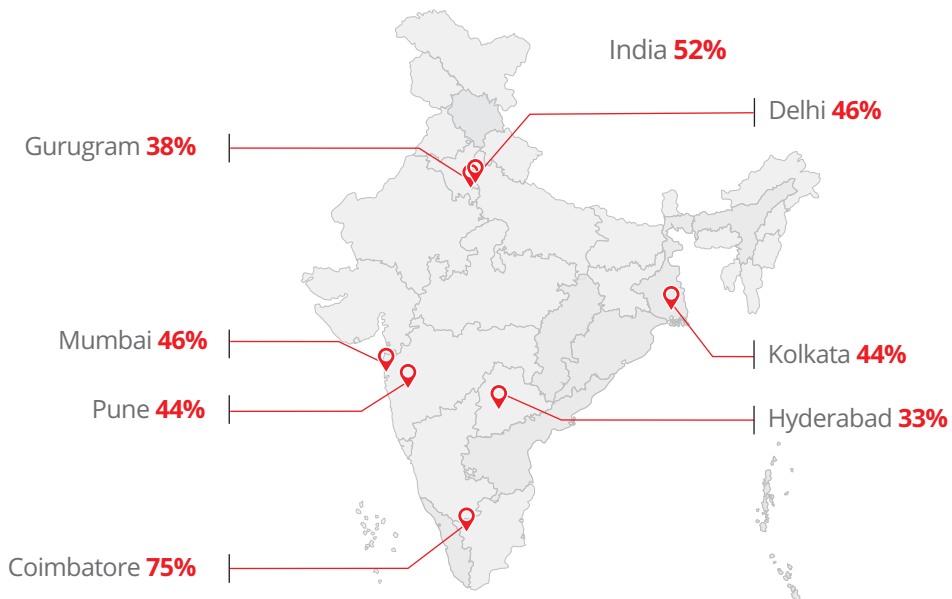 India 52%
Delhi 46%
Gurugram 38%
Mumbai 46%
Kolkata 44%
Pune 44%
Hyderabad 33%
Coimbatore 75%